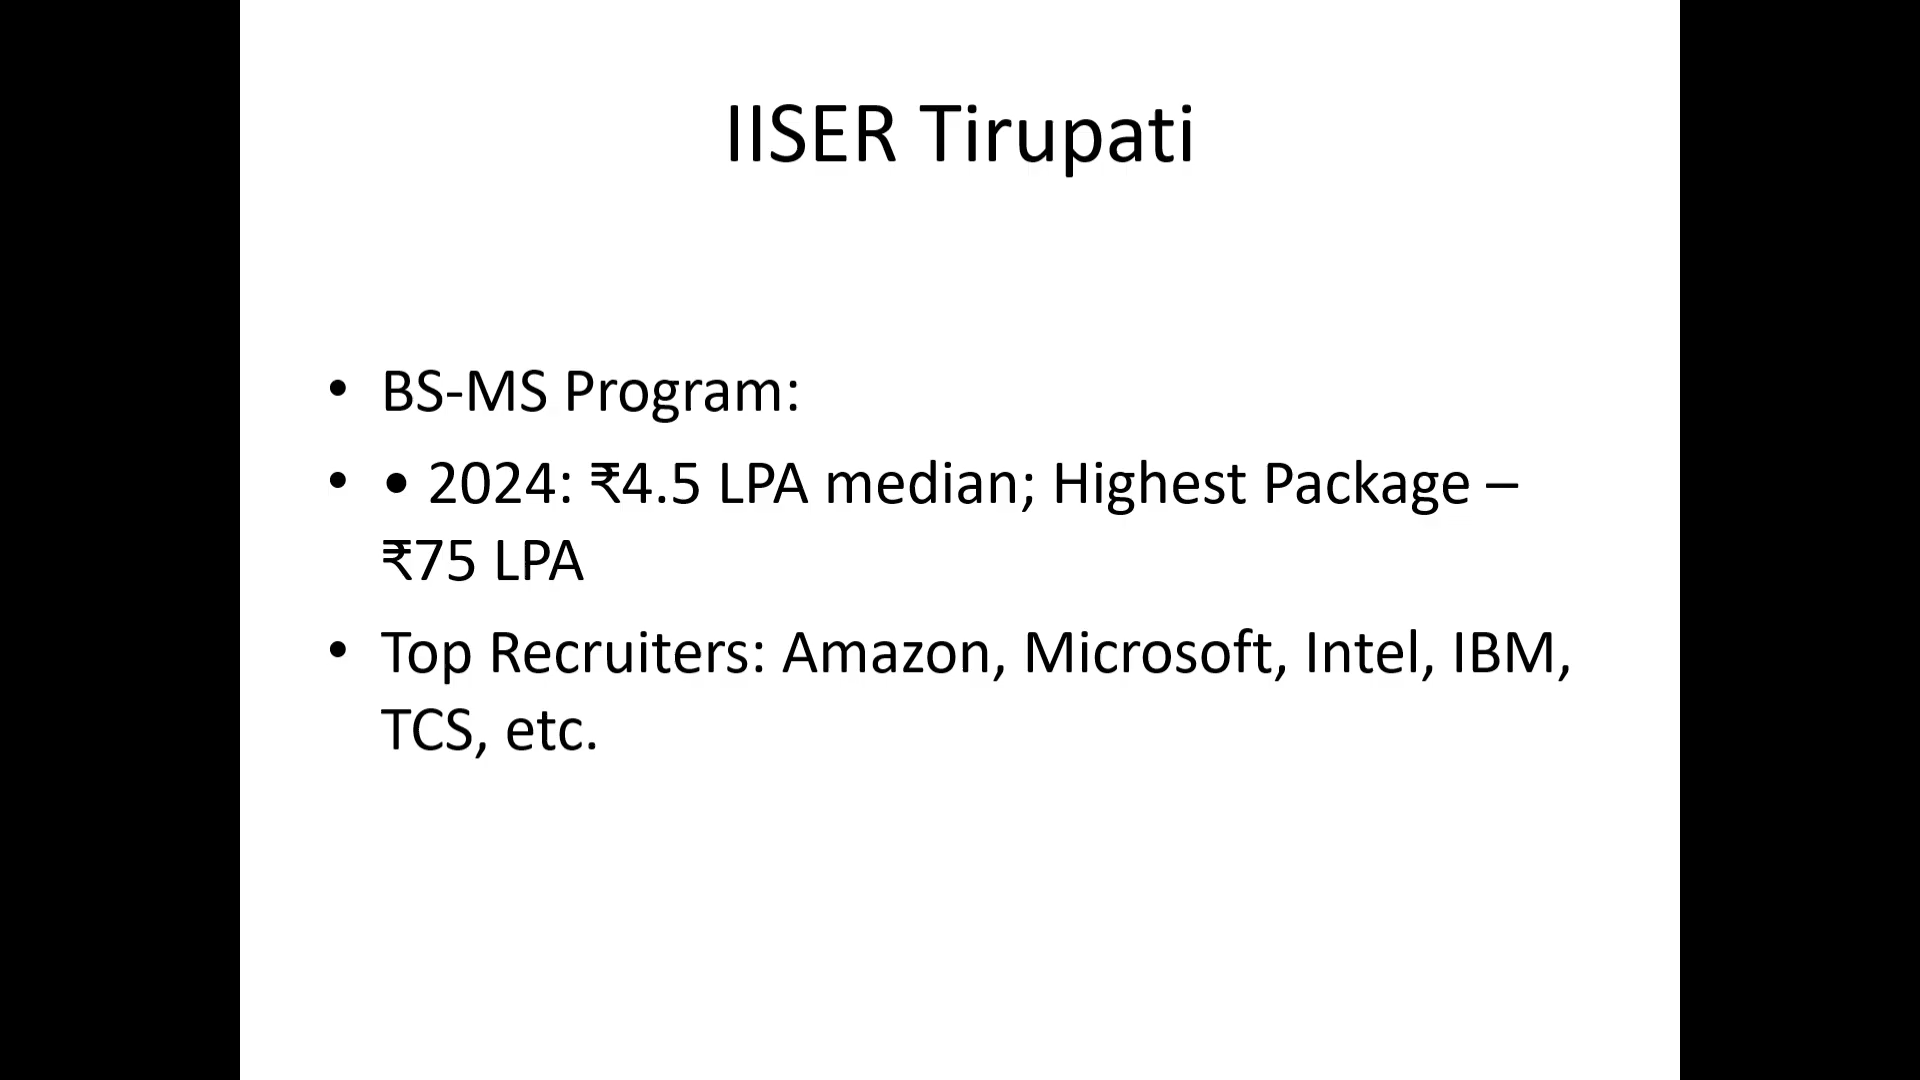 IISER Tirupati
• BS-MS Program:
• • 2024: ₹4.5 LPA median; Highest Package –
₹75 LPA
• Top Recruiters: Amazon, Microsoft, Intel, IBM,
TCS, etc.